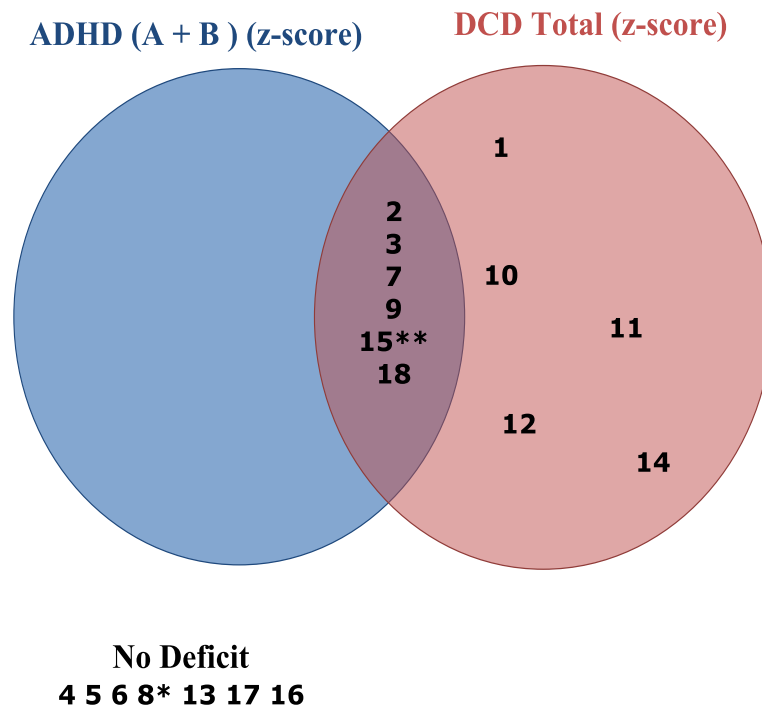 ADHD (A + B ) (z-score)
DCD Total (z-score)
1
2
3
7
9
15**
18
10
11
12
14
No Deficit
4 5 6 8* 13 17 16